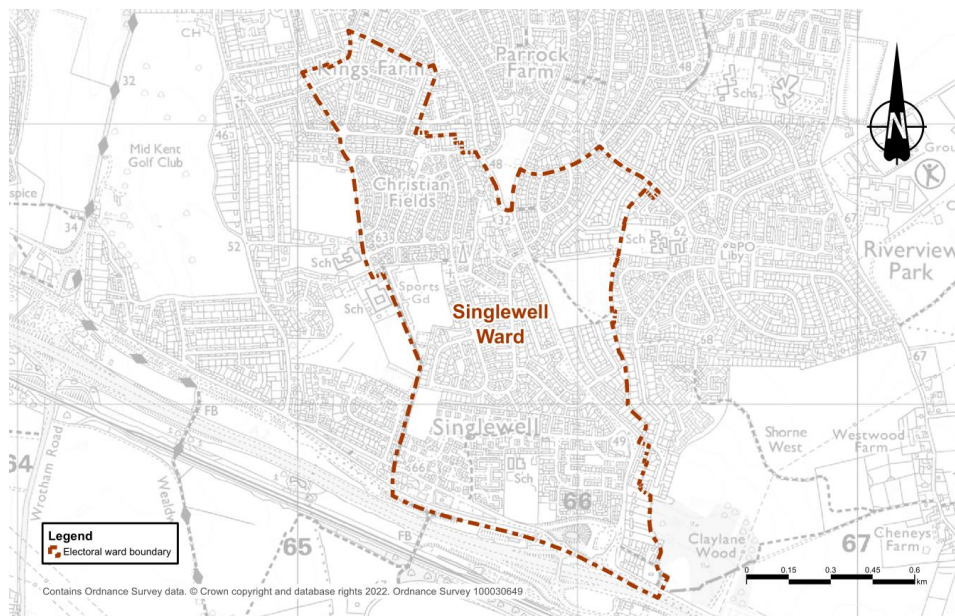 CH
32
Kings Farm
Parrock
Farm
48
Schs
N
46
Mid Kent
Golf Club
48
Christian
Fields
37
34
52
63
Sch
Sports
Gd
Sch
Sch
62
PO
Liby
67
Riverview
Park
Singlewell
Ward
68
67
FB
Singlewell
49
Shorne
West
Westwood
Farm
64
Wrotham Road
66
Sch
66
Legend
Electoral ward boundary
65
FB
Claylane
Wood
67
Cheneys
Farm
0 0.15 0.3 0.45 0.6
km
Contains Ordnance Survey data. © Crown copyright and database rights 2022. Ordnance Survey 100030649